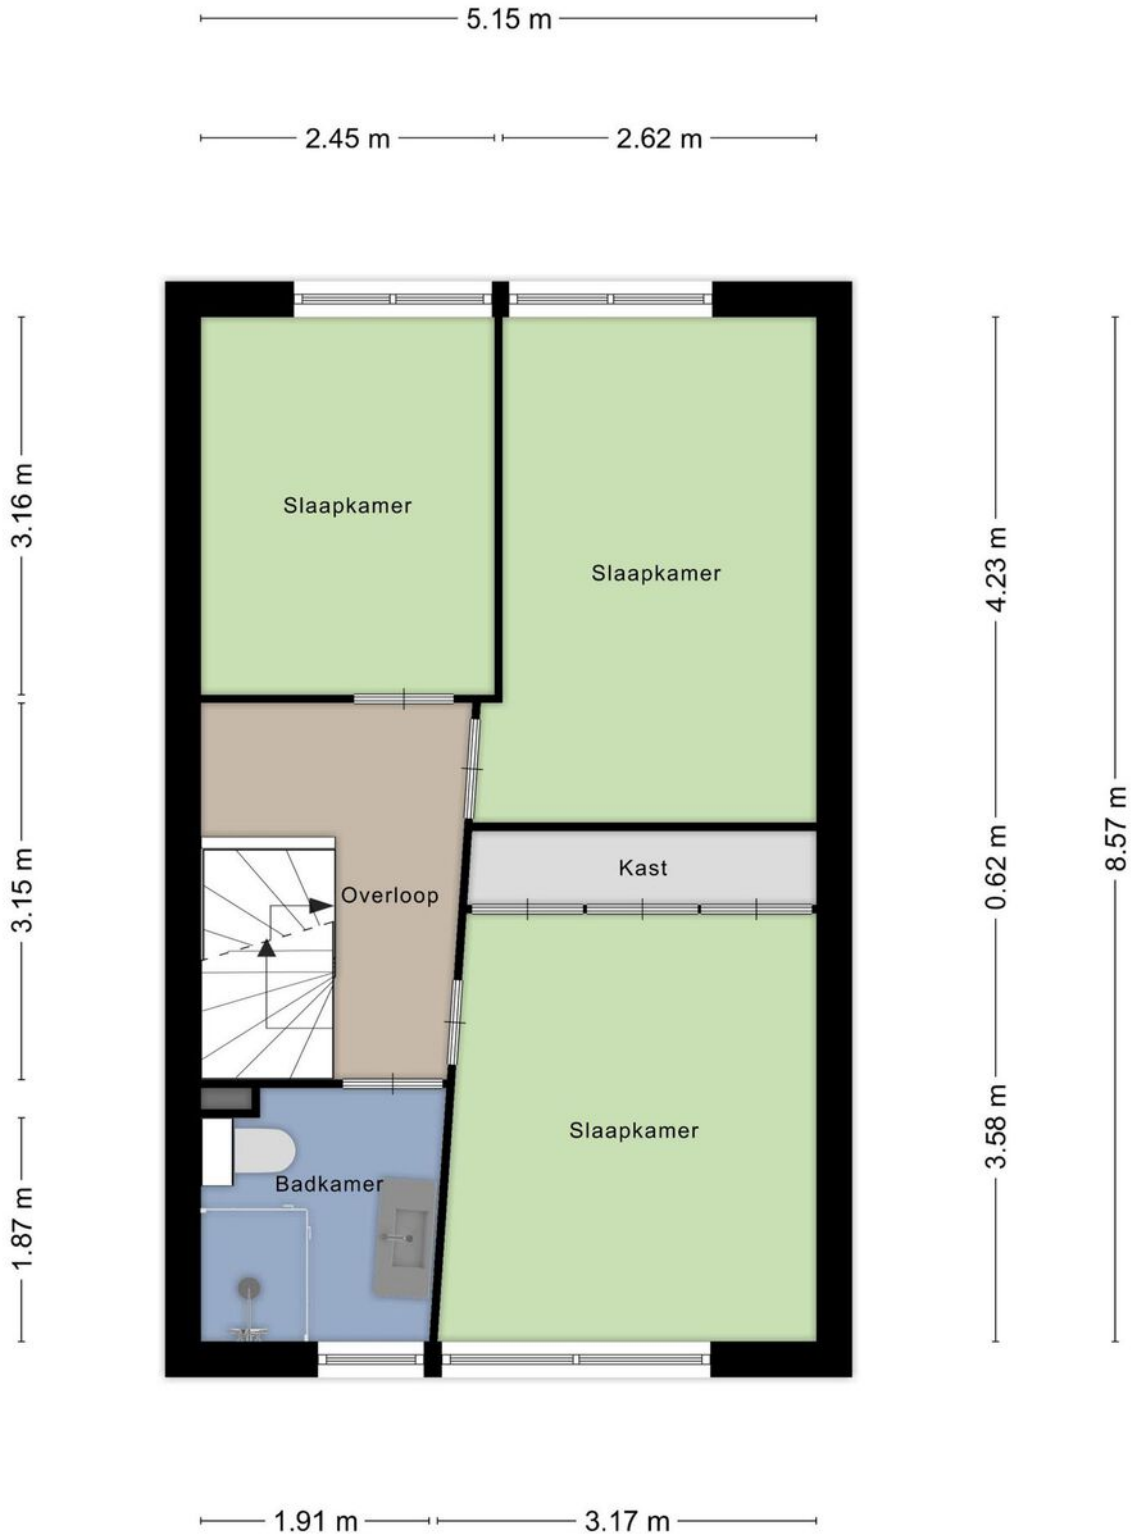 5.15 m
2.45 m
2.62 m
3.16 m
Slaapkamer
Slaapkamer
4.23 m
8.57 m
3.15 m
Overloop
Kast
0.62 m
Slaapkamer
3.58 m
Badkamer
1.87 m
1.91 m
3.17 m